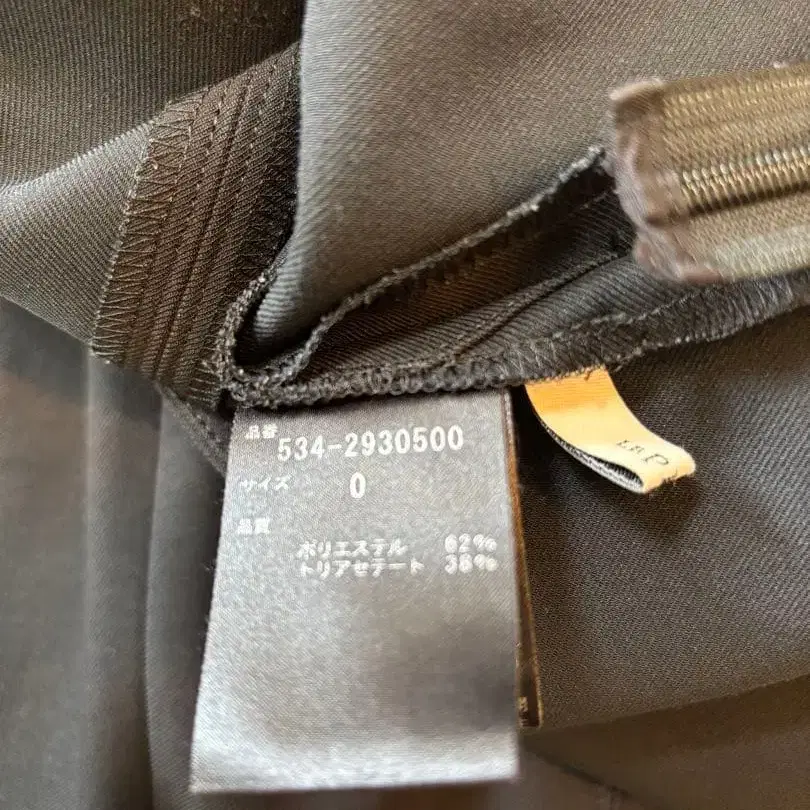 品番
534-2930500
サイズ 0
品質
ポリエステル 62%
トリアセテート 38%